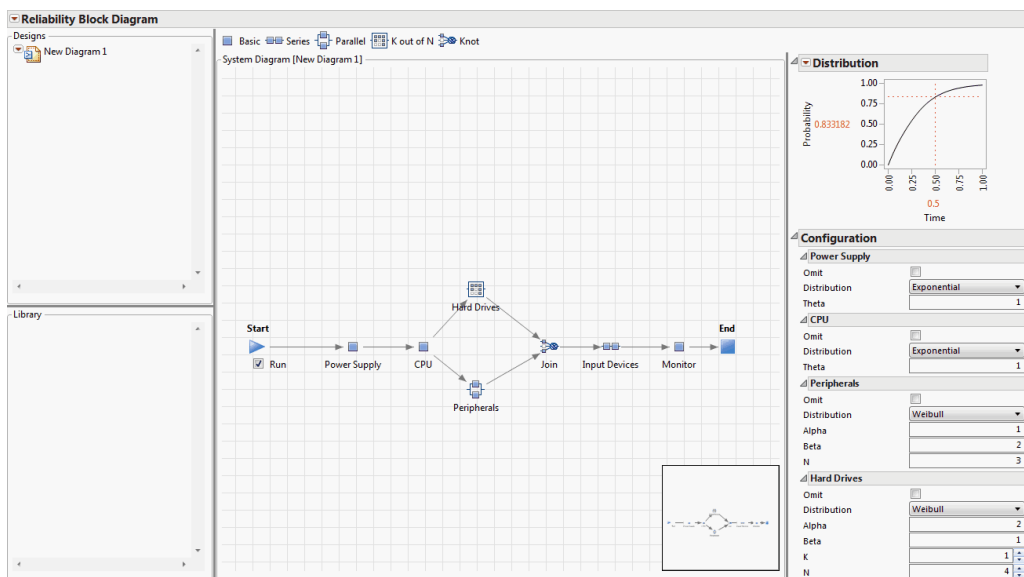 Reliability Block Diagram
Designs
New Diagram 1
Library
Basic Series Parallel K out of N Knot
System Diagram [New Diagram 1]
Hard Drives
Start
End
Run
Power Supply
CPU
Join
Input Devices
Monitor
Peripherals
Distribution
Probability
0.833182
1.00
0.75
0.50
0.25
0.00
0.00
0.25
0.50
0.75
1.00
0.5
Time
Configuration
Power Supply
Omit
Distribution Exponential
Theta 1
CPU
Omit
Distribution Exponential
Theta 1
Peripherals
Omit
Distribution Weibull
Alpha 1
Beta 2
N 3
Hard Drives
Omit
Distribution Weibull
Alpha 2
Beta 1
K 1
N 4